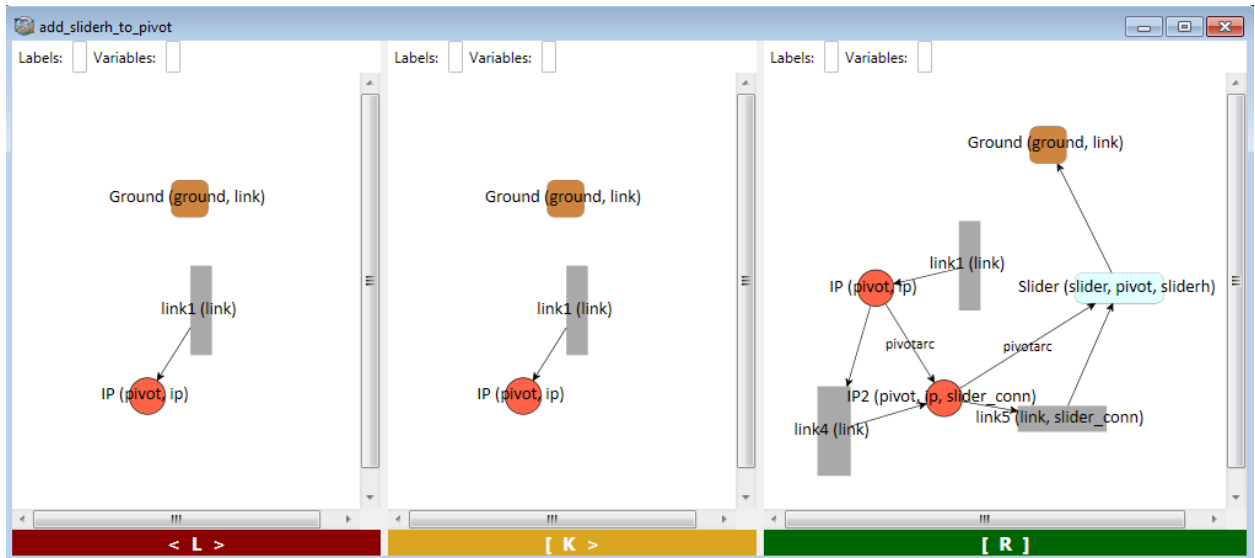 add_sliderh_to_pivot
Labels: Variables:
Ground (ground, link)
link1 (link)
IP (pivot, ip)
< L >
Labels: Variables:
Ground (ground, link)
link1 (link)
IP (pivot, ip)
[ K >
Labels: Variables:
Ground (ground, link)
link1 (link)
IP (pivot, ip)
Slider (slider, pivot, sliderh)
pivotarc
pivotarc
IP2 (pivot, ip, slider_conn)
link5 (link, slider_conn)
link4 (link)
[ R ]